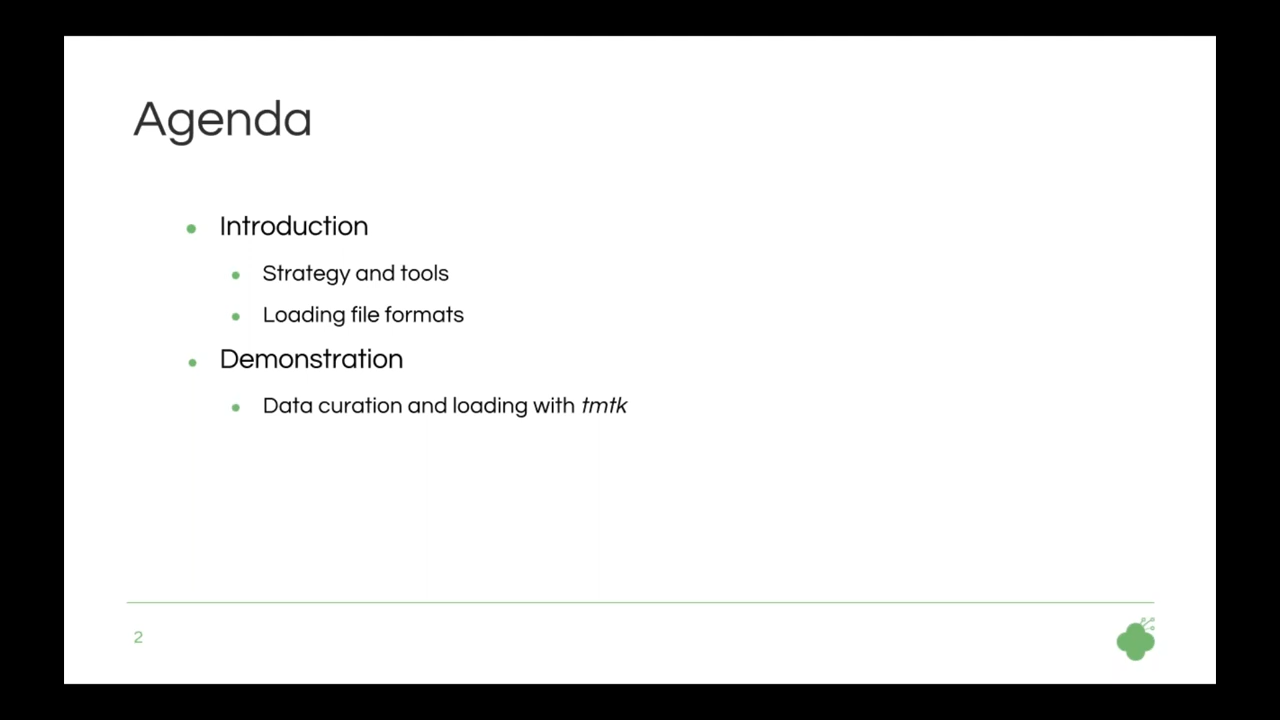 Agenda
Introduction
Strategy and tools
Loading file formats
Demonstration
Data curation and loading with tmtk
2